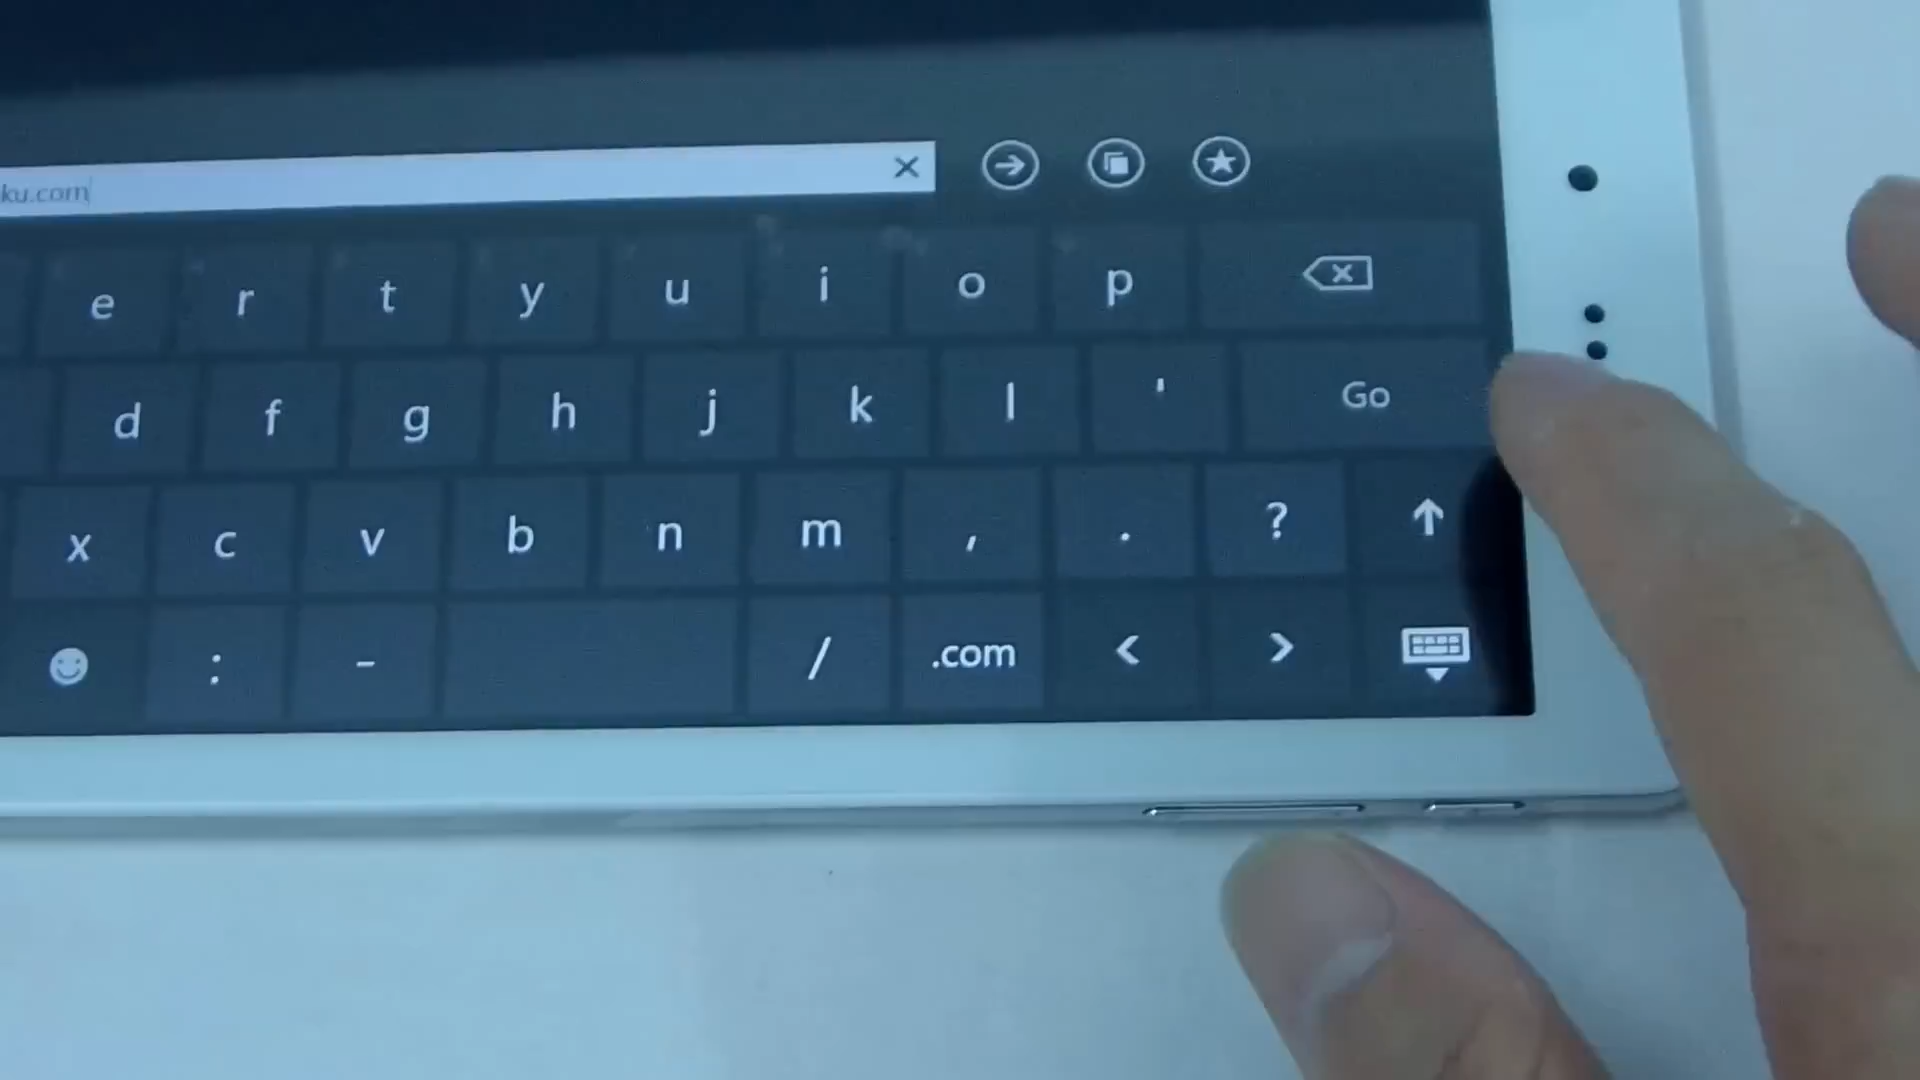 ku.com
e r t y u i o p
d f g h j k l ' Go
x c v b n m , . ?
: - / .com < >